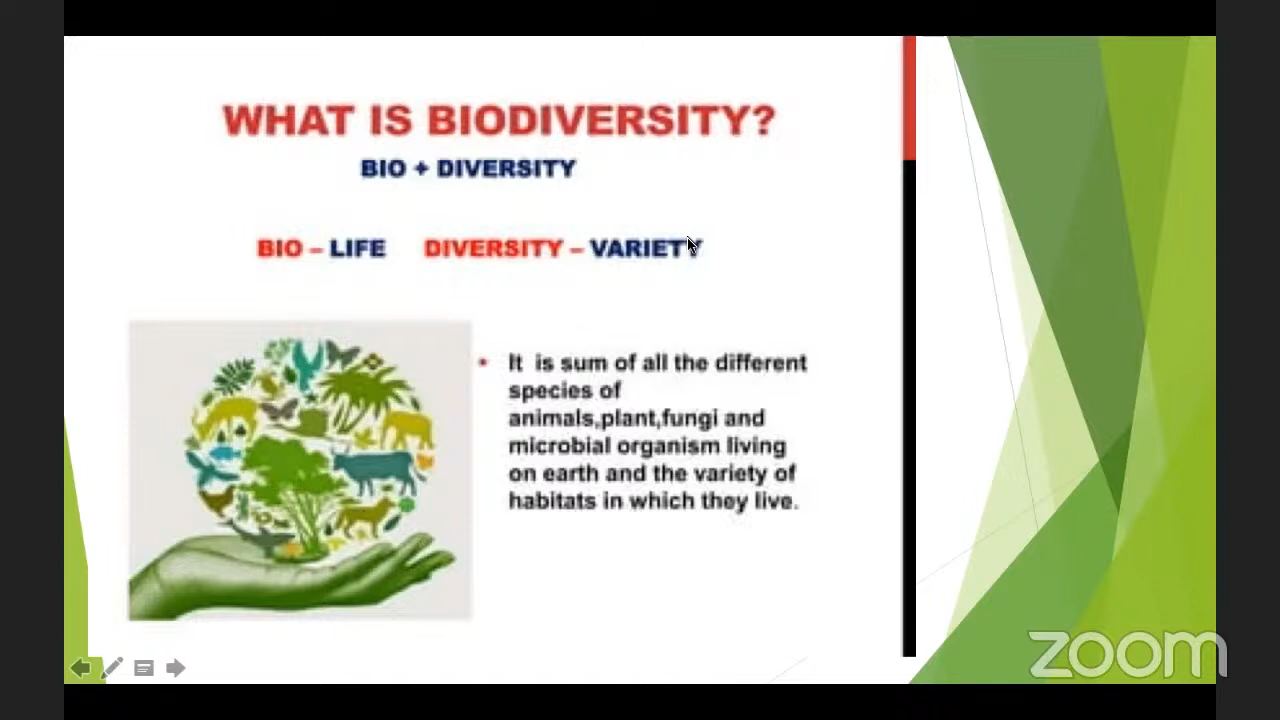 WHAT IS BIODIVERSITY?
BIO + DIVERSITY
BIO – LIFE DIVERSITY – VARIETY
• It is sum of all the different
species of
animals,plant,fungi and
microbial organism living
on earth and the variety of
habitats in which they live.
zoom